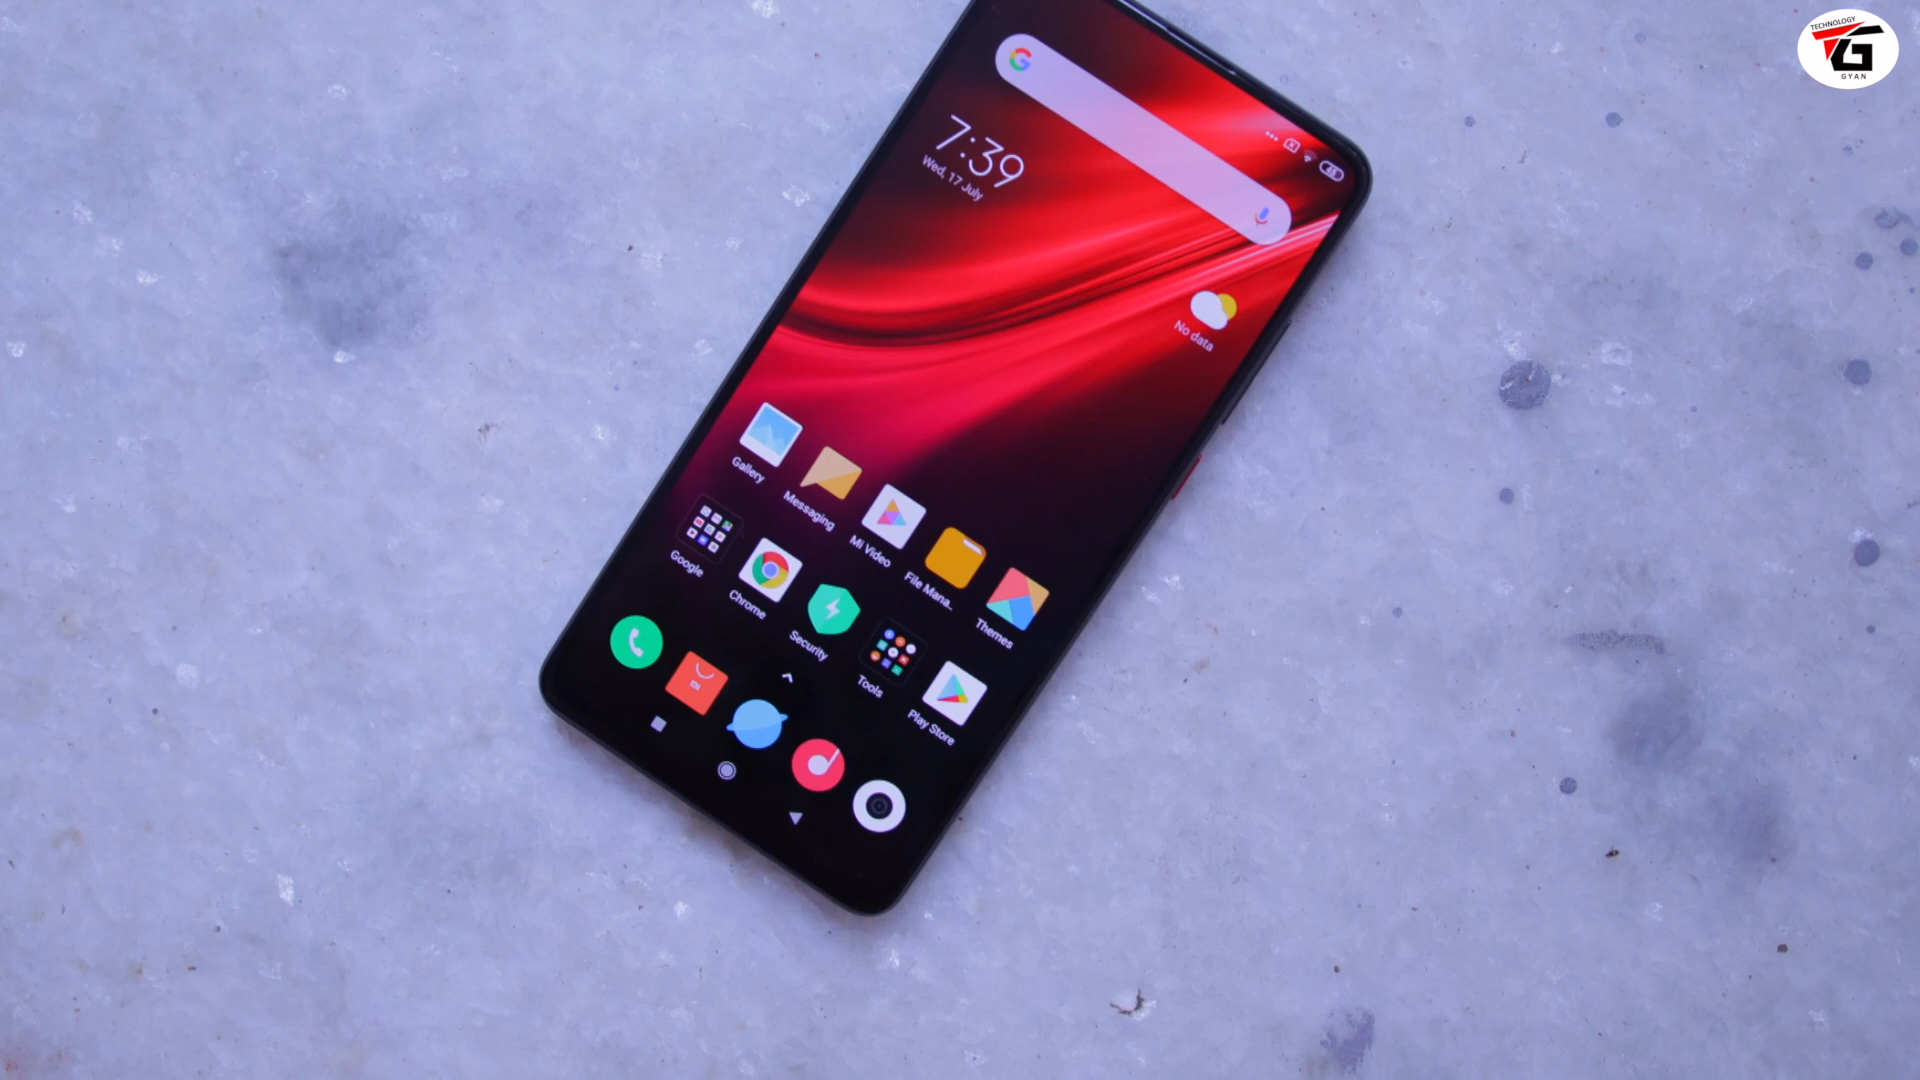 TECHNOLOGY
TG
GYAN
7:39
Wed, 17 July
No data
Gallery
Messaging
Mi Video
File Mana..
Themes
Google
Chrome
Security
Tools
Play Store